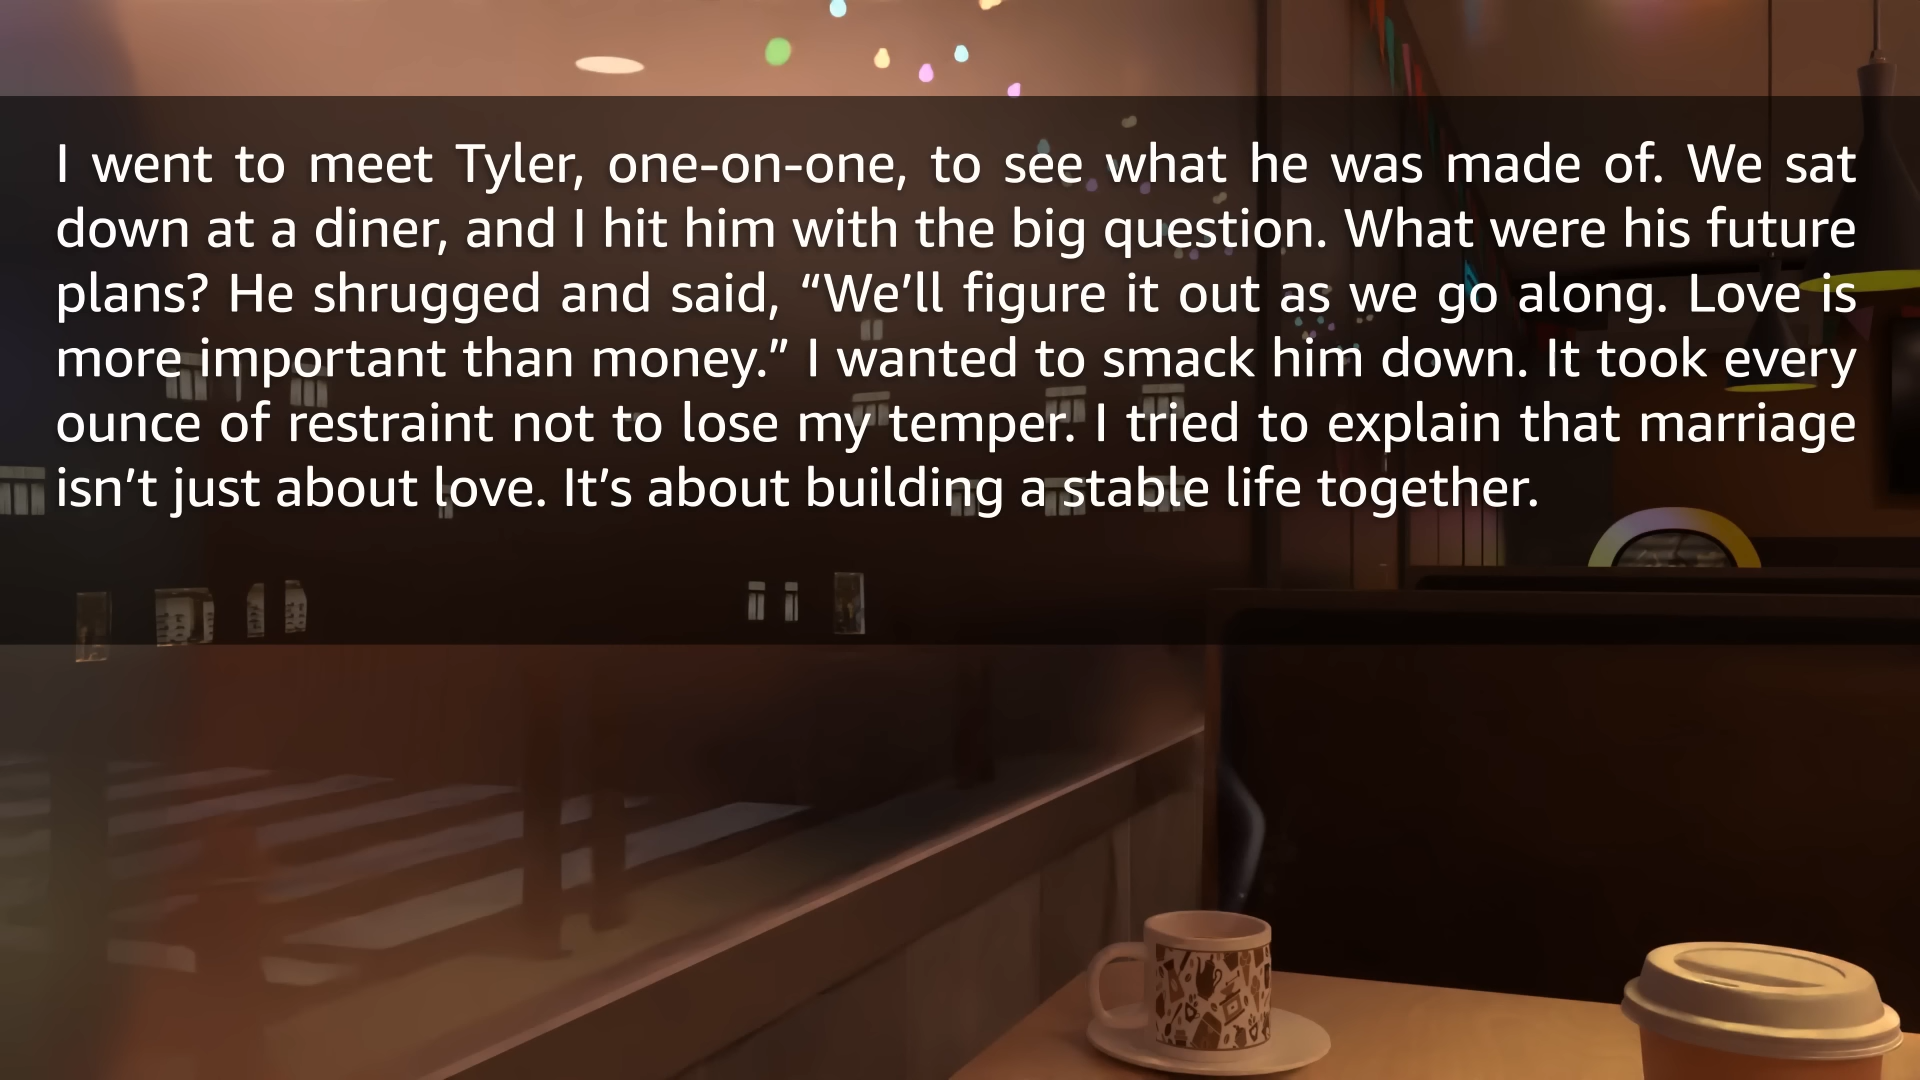 I went to meet Tyler, one-on-one, to see what he was made of. We sat
down at a diner, and I hit him with the big question. What were his future
plans? He shrugged and said, “We’ll figure it out as we go along. Love is
more important than money.” I wanted to smack him down. It took every
ounce of restraint not to lose my temper. I tried to explain that marriage
isn’t just about love. It’s about building a stable life together.